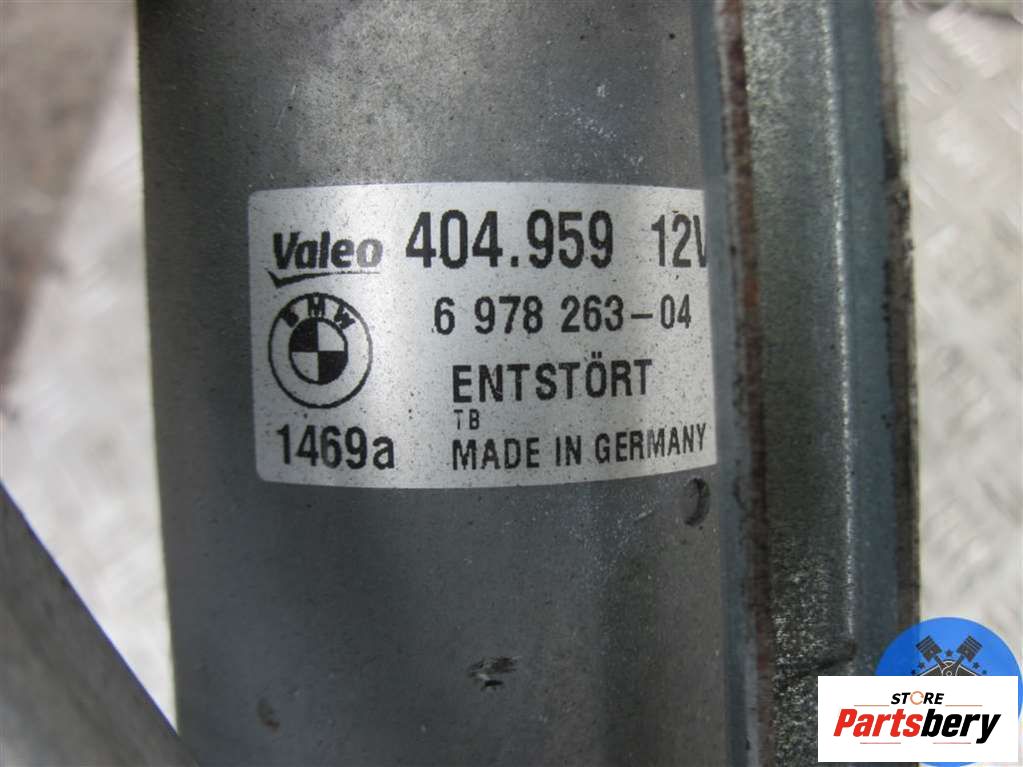 Valeo 404.959 12V
BMW 6 978 263-04
ENTSTÖRT
TB
1469a MADE IN GERMANY
STORE
Partsbery